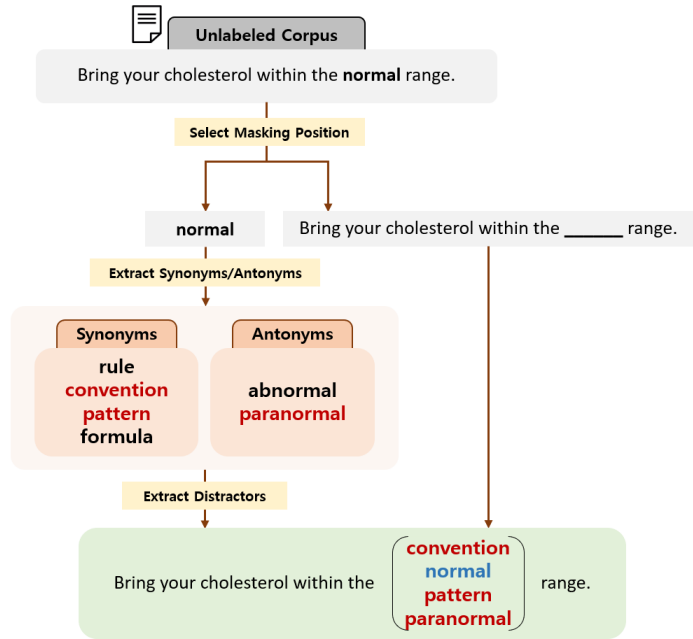 Unlabeled Corpus
Bring your cholesterol within the normal range.
Select Masking Position
normal
Bring your cholesterol within the ______ range.
Extract Synonyms/Antonyms
Synonyms
rule
convention
pattern
formula
Antonyms
abnormal
paranormal
Extract Distractors
Bring your cholesterol within the
convention
normal
pattern
paranormal
range.